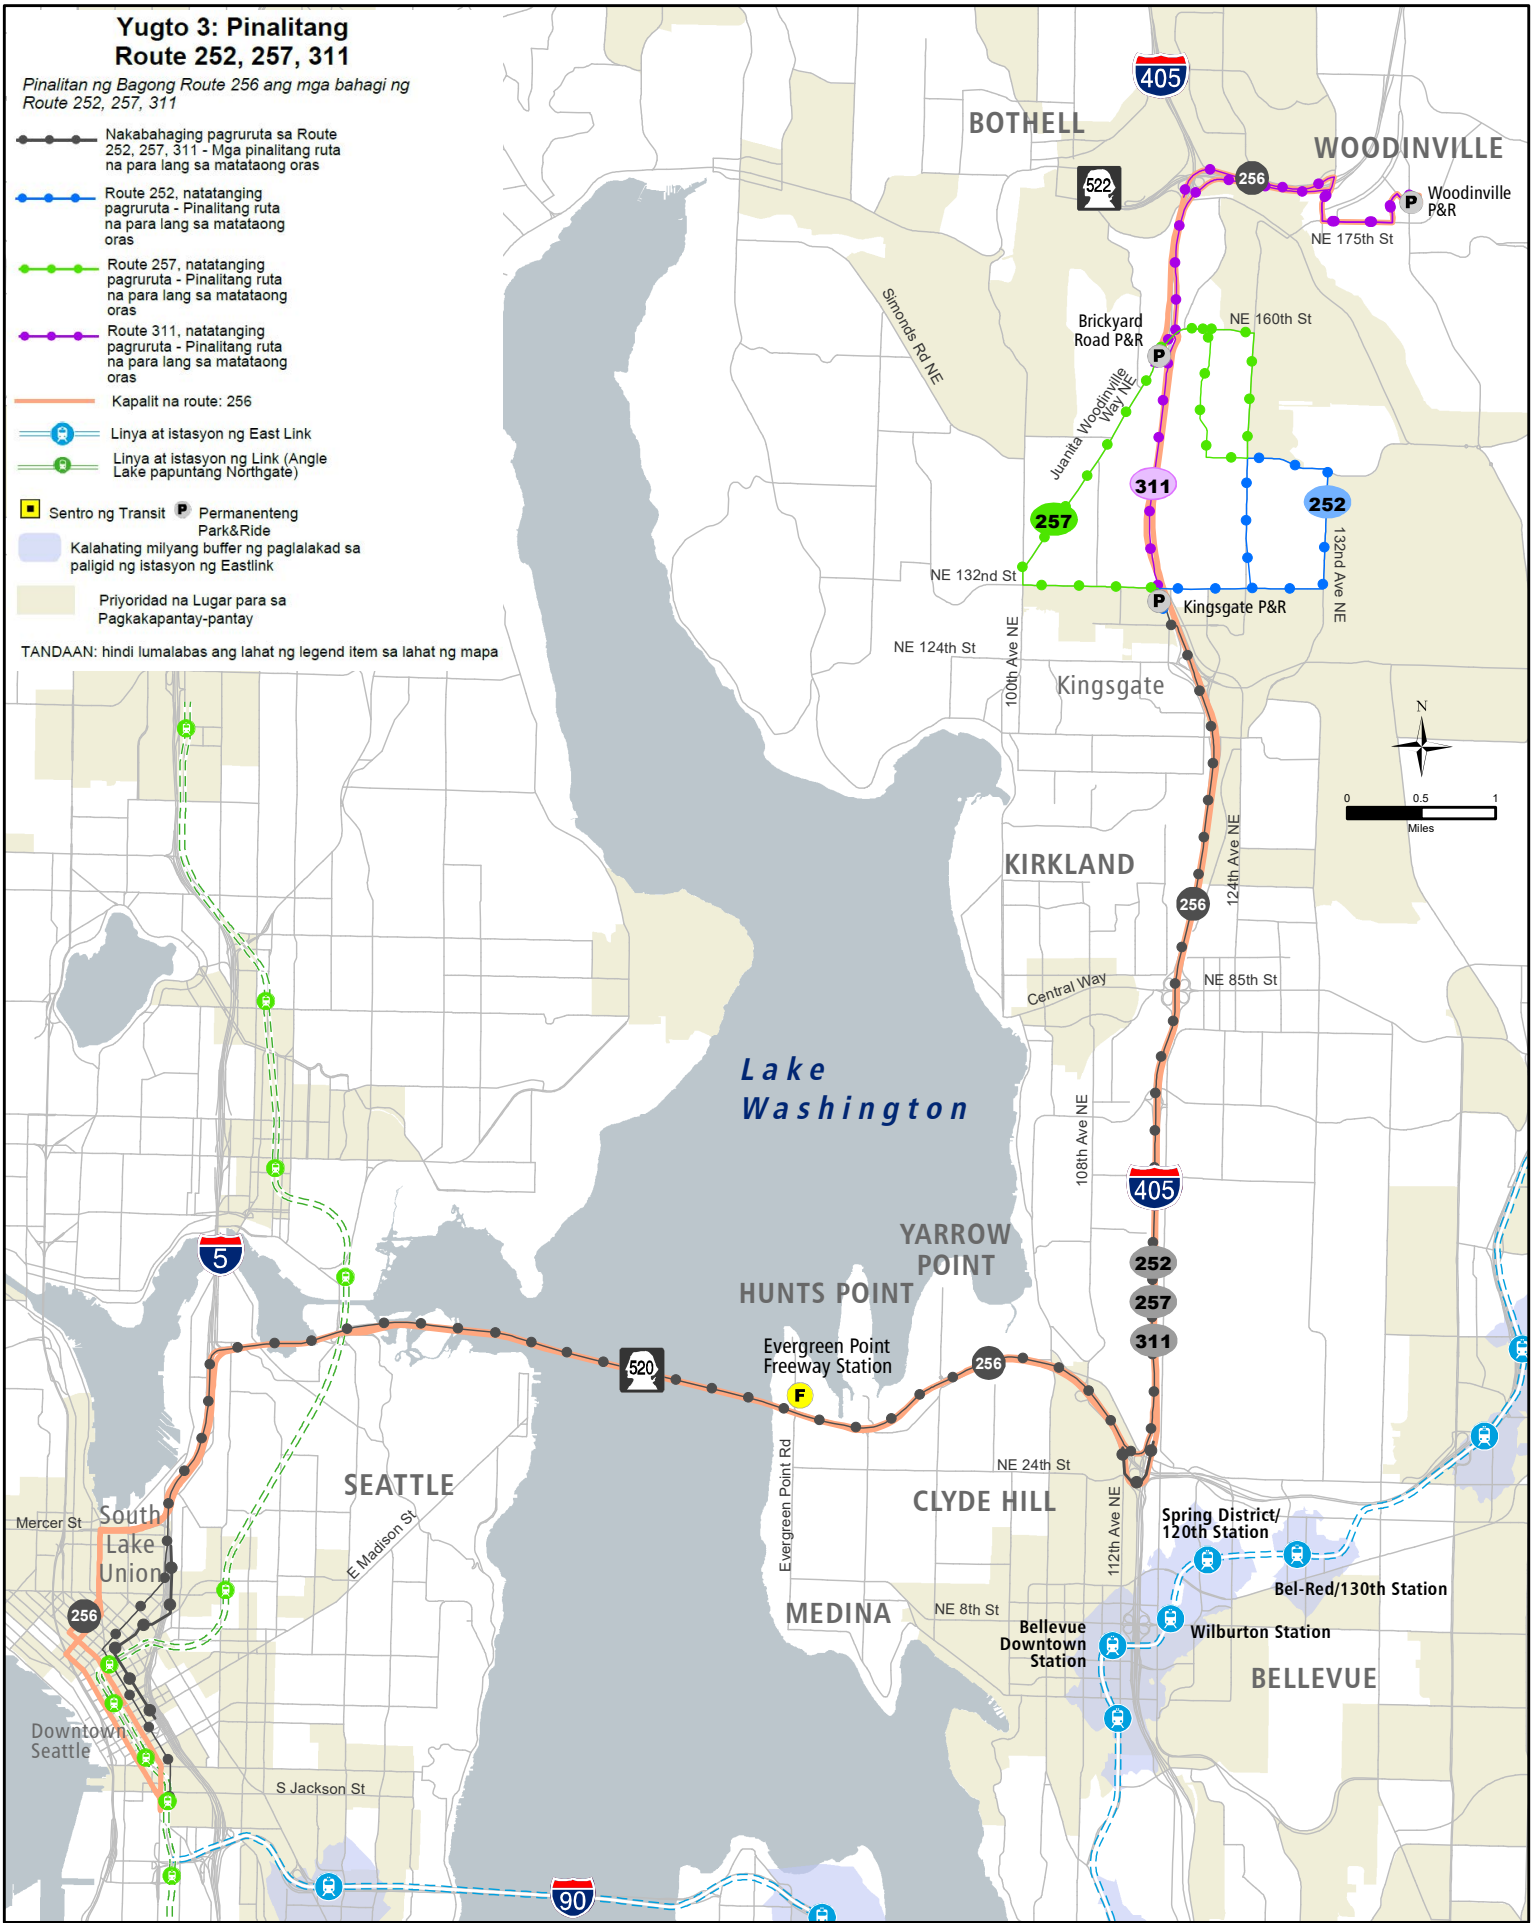 Yugto 3: Pinalitang
Route 252, 257, 311
Pinalitan ng Bagong Route 256 ang mga bahagi ng
Route 252, 257, 311
Nakabahaging pagruruta sa Route
252, 257, 311 - Mga pinalitang ruta
na para lang sa matataong oras
Route 252, natatanging
pagruruta - Pinalitang ruta
na para lang sa matataong
oras
Route 257, natatanging
pagruruta - Pinalitang ruta
na para lang sa matataong
oras
Route 311, natatanging
pagruruta - Pinalitang ruta
na para lang sa matataong
oras
Kapalit na route: 256
Linya at istasyon ng East Link
Linya at istasyon ng Link (Angle
Lake papuntang Northgate)
Sentro ng Transit
P Permanenteng
Park&Ride
Kalahating milyang buffer ng paglalakad sa
paligid ng istasyon ng Eastlink
Priyoridad na Lugar para sa
Pagkakapantay-pantay
TANDAAN: hindi lumalabas ang lahat ng legend item sa lahat ng mapa
405
BOTHELL
WOODINVILLE
522
256
P
Woodinville
P&R
NE 175th St
Simonds Rd NE
Brickyard
Road P&R
P
NE 160th St
Juanita Woodinville
Way NE
311
257
252
132nd Ave NE
NE 132nd St
P
Kingsgate P&R
NE 124th St
100th Ave NE
Kingsgate
N
0 0.5 1
Miles
KIRKLAND
124th Ave NE
256
Central Way
NE 85th St
Lake
Washington
108th Ave NE
405
YARROW
POINT
HUNTS POINT
5
252
257
311
Evergreen Point
Freeway Station
F
520
256
NE 24th St
SEATTLE
CLYDE HILL
Evergreen Point Rd
112th Ave NE
Mercer St
South
Lake
Union
E Madison St
Spring District/
120th Station
Bel-Red/130th Station
256
MEDINA
NE 8th St
Bellevue
Downtown
Station
Wilburton Station
BELLEVUE
Downtown
Seattle
S Jackson St
90